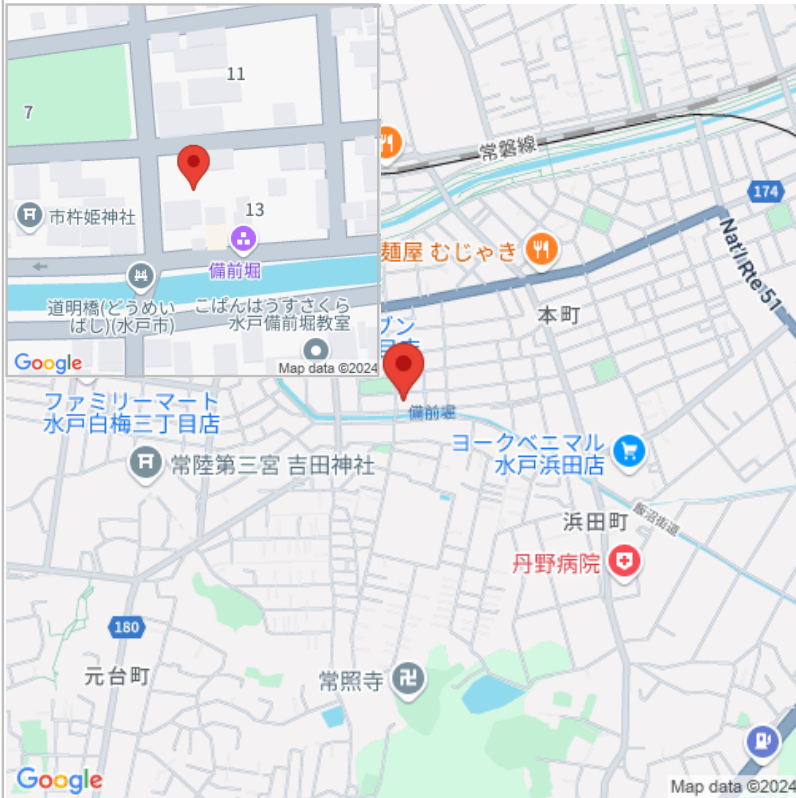 11
7
13
市杵姫神社
備前堀
道明橋(どうめい
ばし)(水戸市)
こぱんはうすさくら
水戸備前堀教室
Google
Map data ©2024
常磐線
174
Nat'l Rte 51
麺屋 むじゃき
本町
ブン
備前堀
ファミリーマート
水戸白梅三丁目店
ヨークベニマル
水戸浜田店
常陸第三宮 吉田神社
飯沼街道
浜田町
丹野病院
180
元台町
常照寺
Google
Map data ©2024